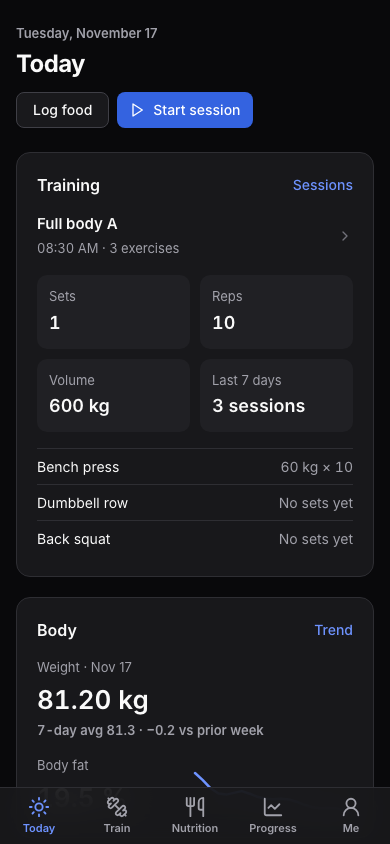 Tuesday, November 17
Today
Log food
Start session
Training
Sessions
Full body A
08:30 AM · 3 exercises
Sets
1
Reps
10
Volume
600 kg
Last 7 days
3 sessions
Bench press
60 kg × 10
Dumbbell row
No sets yet
Back squat
No sets yet
Body
Trend
Weight · Nov 17
81.20 kg
7-day avg 81.3 · −0.2 vs prior week
Body fat
19.5 %
Today
Train
Nutrition
Progress
Me